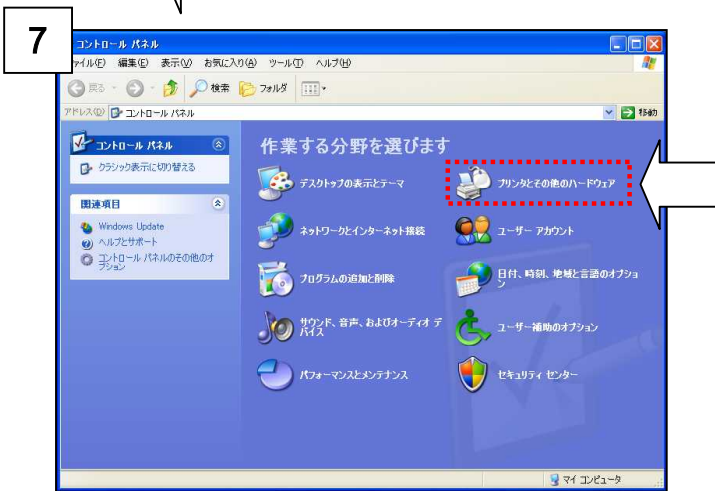 7
コントロール パネル
ファイル(F) 編集(E) 表示(V) お気に入り(A) ツール(T) ヘルプ(H)
戻る 検索 フォルダ
アドレス(D) コントロール パネル 移動
コントロール パネル
クラシック表示に切り替える
関連項目
Windows Update
ヘルプとサポート
コントロール パネルのその他のオ
プション
作業する分野を選びます
デスクトップの表示とテーマ
プリンタとその他のハードウェア
ネットワークとインターネット接続
ユーザー アカウント
プログラムの追加と削除
日付、時刻、地域と言語のオプショ
ン
サウンド、音声、およびオーディオ デ
バイス
ユーザー補助のオプション
パフォーマンスとメンテナンス
セキュリティ センター
マイ コンピュータ